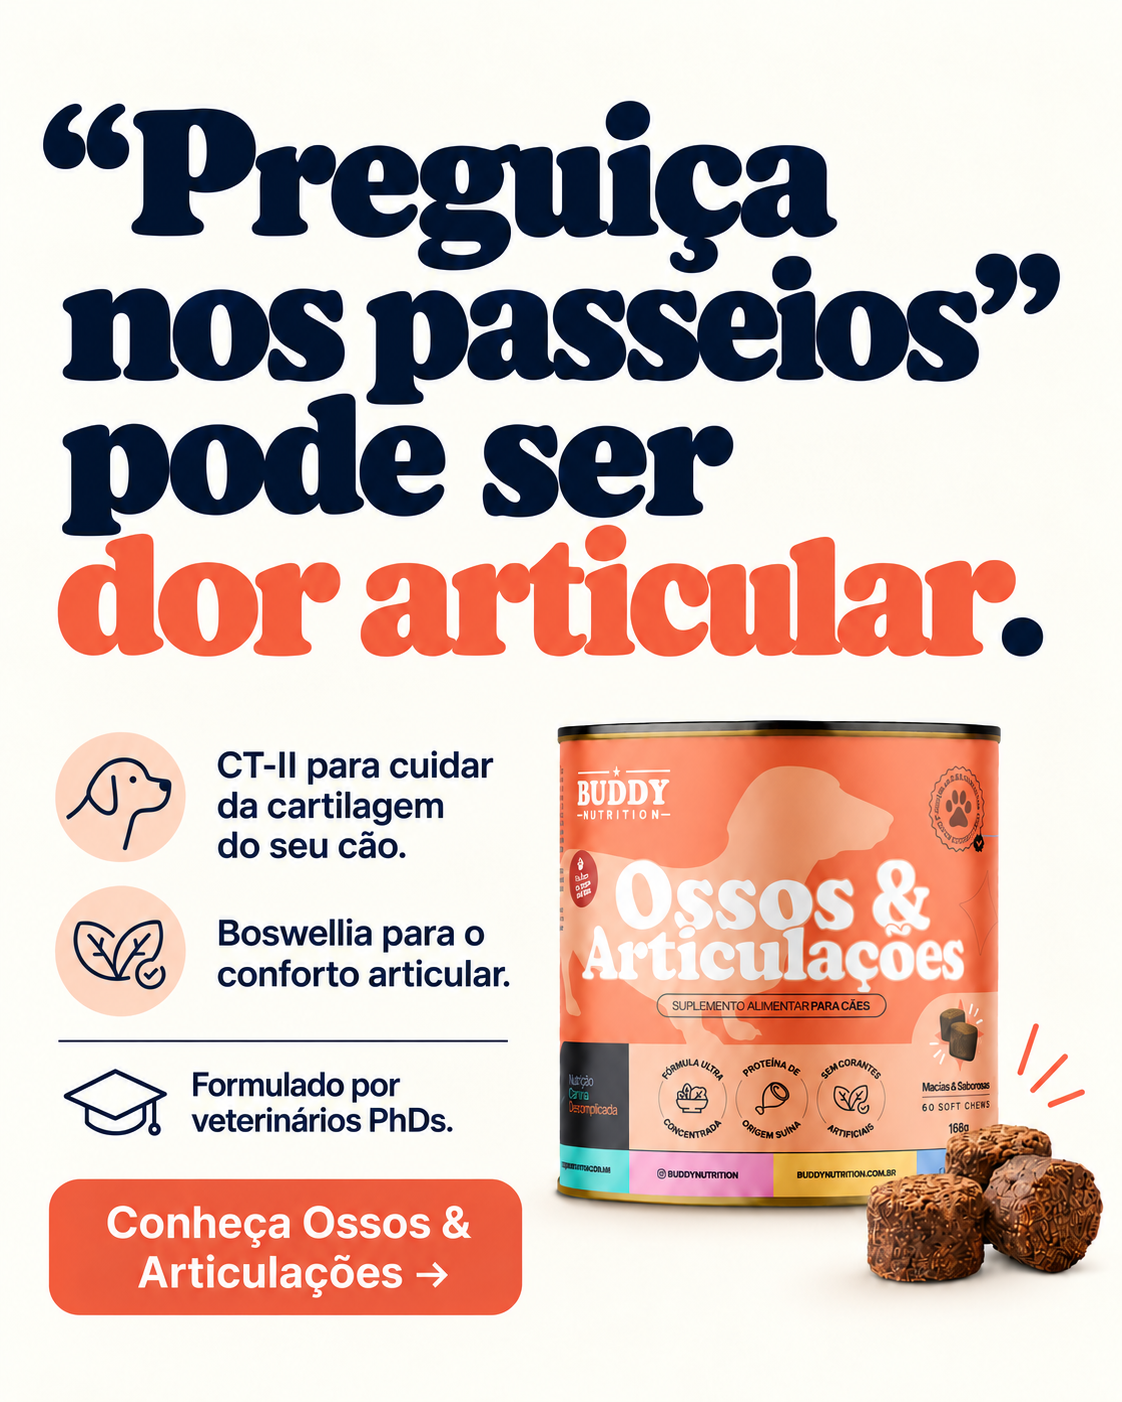 “Preguiça
nos passeios”
pode ser
dor articular.
CT-II para cuidar
da cartilagem
do seu cão.
Boswellia para o
conforto articular.
Formulado por
veterinários PhDs.
Conheça Ossos &
Articulações →
BUDDY
NUTRITION
Ossos &
Articulações
SUPLEMENTO ALIMENTAR PARA CÃES
Nutrição
Canina
Descomplicada
FÓRMULA ULTRA
CONCENTRADA
PROTEÍNA DE
ORIGEM SUÍNA
SEM CORANTES
ARTIFICIAIS
Macias & Saborosas
60 SOFT CHEWS
168g
BUDDYNUTRITION
BUDDYNUTRITION.COM.BR